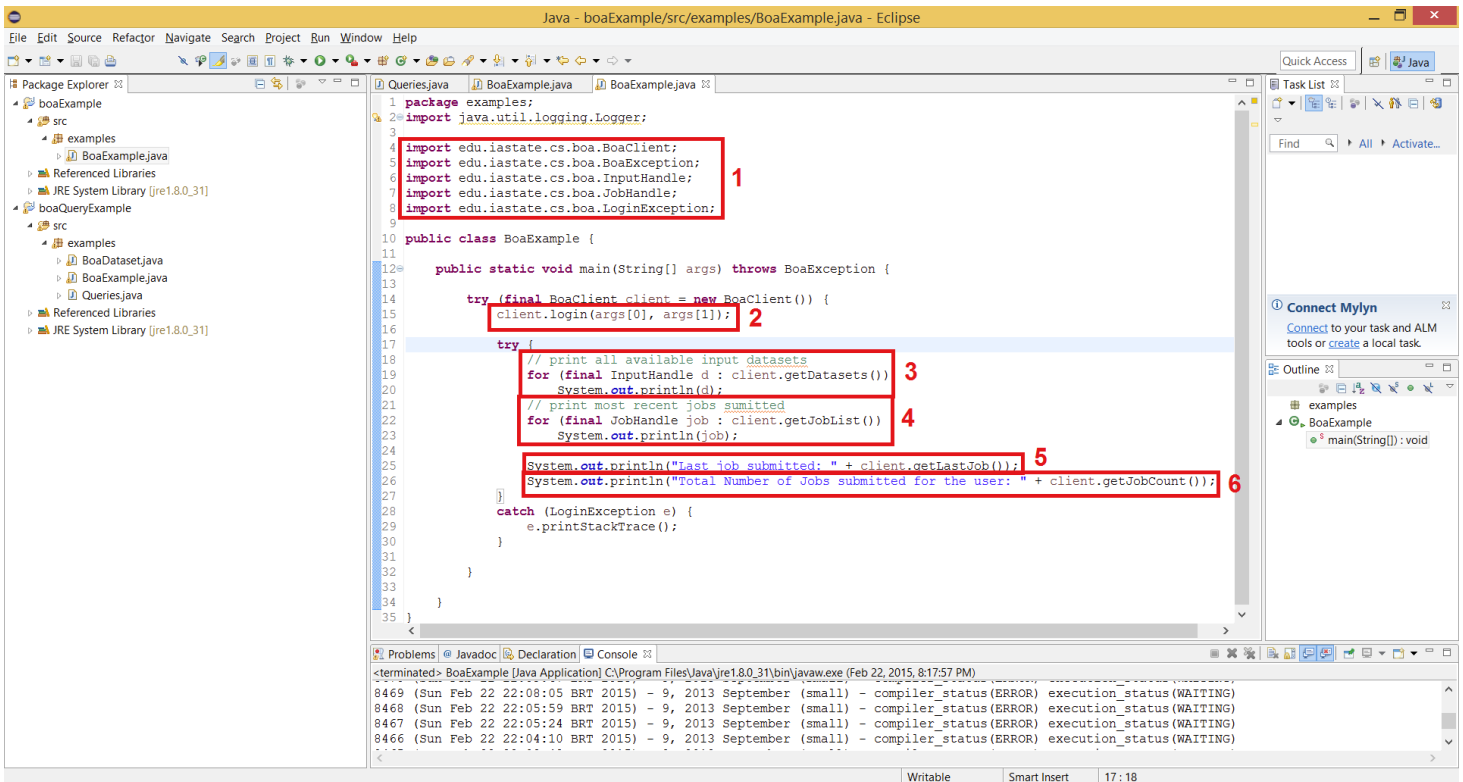 Java - boaExample/src/examples/BoaExample.java - Eclipse
File Edit Source Refactor Navigate Search Project Run Window Help
Quick Access
Java
Package Explorer
boaExample
src
examples
BoaExample.java
Referenced Libraries
JRE System Library [jre1.8.0_31]
boaQueryExample
src
examples
BoaDataset.java
BoaExample.java
Queries.java
Referenced Libraries
JRE System Library [jre1.8.0_31]
Queries.java BoaExample.java BoaExample.java
1 package examples;
2 import java.util.logging.Logger;
3
4 import edu.iastate.cs.boa.BoaClient;
5 import edu.iastate.cs.boa.BoaException;
6 import edu.iastate.cs.boa.InputHandle;
7 import edu.iastate.cs.boa.JobHandle;
8 import edu.iastate.cs.boa.LoginException;
1
9
10 public class BoaExample {
11
12 public static void main(String[] args) throws BoaException {
13
14 try (final BoaClient client = new BoaClient()) {
15 client.login(args[0], args[1]);
2
16
17 try {
18 // print all available input datasets
19 for (final InputHandle d : client.getDatasets())
20 System.out.println(d);
3
21 // print most recent jobs sumitted
22 for (final JobHandle job : client.getJobList())
23 System.out.println(job);
4
24
25 System.out.println("Last job submitted: " + client.getLastJob());
5
26 System.out.println("Total Number of Jobs submitted for the user: " + client.getJobCount());
6
27 }
28 catch (LoginException e) {
29 e.printStackTrace();
30 }
31
32 }
33
34 }
35 }
Task List
Find All Activate...
Connect Mylyn
Connect to your task and ALM
tools or create a local task.
Outline
examples
BoaExample
main(String[]) : void
Problems @ Javadoc Declaration Console
<terminated> BoaExample [Java Application] C:\Program Files\Java\jre1.8.0_31\bin\javaw.exe (Feb 22, 2015, 8:17:57 PM)
8469 (Sun Feb 22 22:08:05 BRT 2015) - 9, 2013 September (small) - compiler_status(ERROR) execution_status(WAITING)
8468 (Sun Feb 22 22:05:59 BRT 2015) - 9, 2013 September (small) - compiler_status(ERROR) execution_status(WAITING)
8467 (Sun Feb 22 22:05:24 BRT 2015) - 9, 2013 September (small) - compiler_status(ERROR) execution_status(WAITING)
8466 (Sun Feb 22 22:04:10 BRT 2015) - 9, 2013 September (small) - compiler_status(ERROR) execution_status(WAITING)
Writable Smart Insert 17 : 18